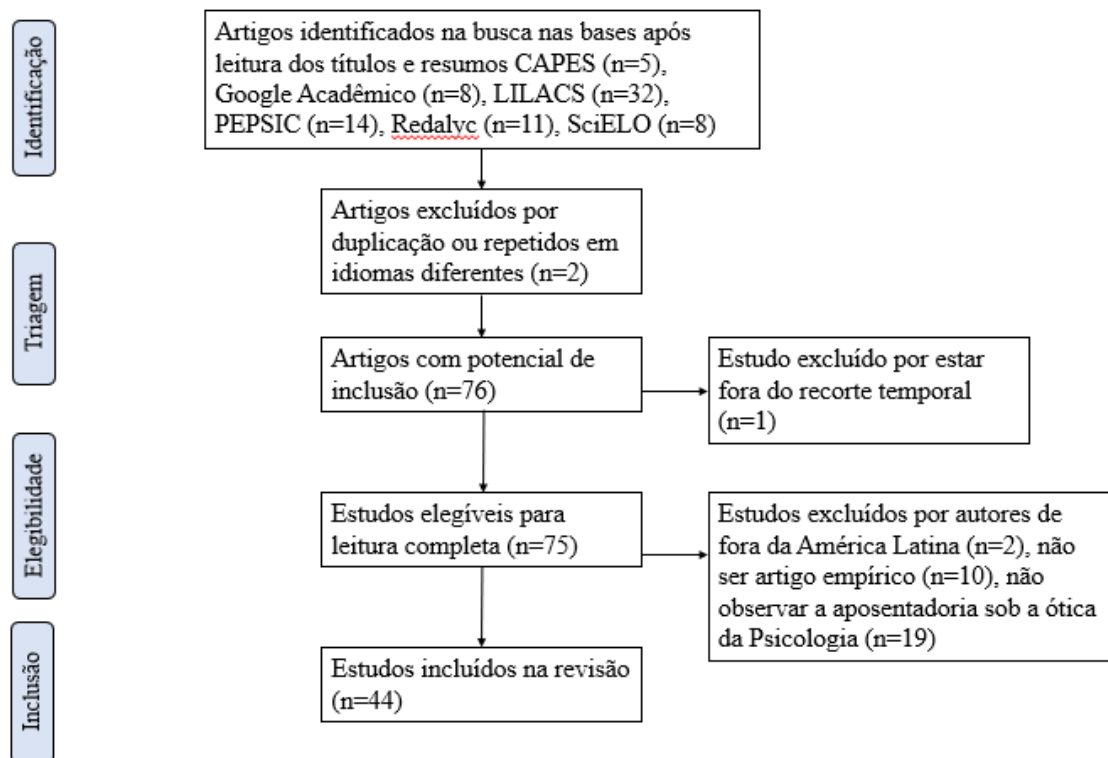 Identificação
Artigos identificados na busca nas bases após
leitura dos títulos e resumos CAPES (n=5),
Google Acadêmico (n=8), LILACS (n=32),
PEPSIC (n=14), Redalyc (n=11), SciELO (n=8)
Artigos excluídos por
duplicação ou repetidos em
idiomas diferentes (n=2)
Triagem
Artigos com potencial de
inclusão (n=76)
Estudo excluído por estar
fora do recorte temporal
(n=1)
Elegibilidade
Estudos elegíveis para
leitura completa (n=75)
Estudos excluídos por autores de
fora da América Latina (n=2), não
ser artigo empírico (n=10), não
observar a aposentadoria sob a ótica
da Psicologia (n=19)
Inclusão
Estudos incluídos na revisão
(n=44)